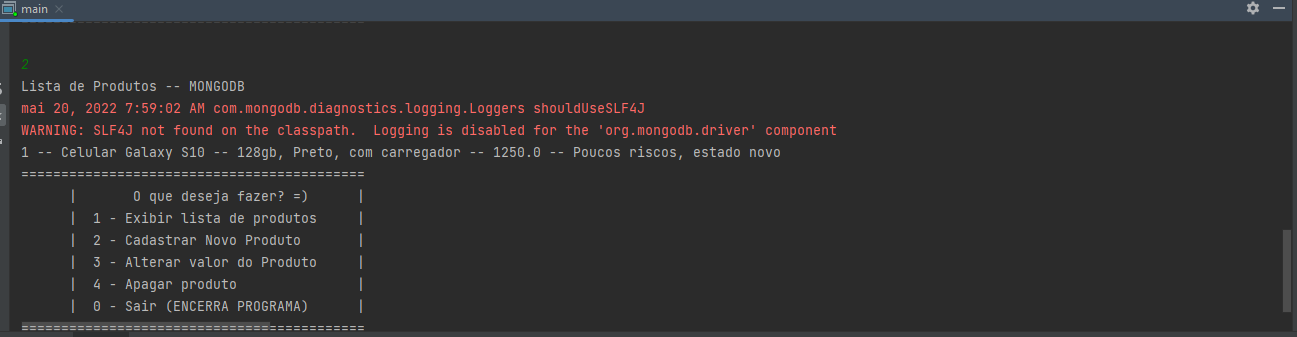 main
===========================================
2
Lista de Produtos -- MONGODB
mai 20, 2022 7:59:02 AM com.mongodb.diagnostics.logging.Loggers shouldUseSLF4J
WARNING: SLF4J not found on the classpath.  Logging is disabled for the 'org.mongodb.driver' component
1 -- Celular Galaxy S10 -- 128gb, Preto, com carregador -- 1250.0 -- Poucos riscos, estado novo
===========================================
|       O que deseja fazer? =)      |
|  1 - Exibir lista de produtos     |
|  2 - Cadastrar Novo Produto       |
|  3 - Alterar valor do Produto     |
|  4 - Apagar produto               |
|  0 - Sair (ENCERRA PROGRAMA)      |
===========================================